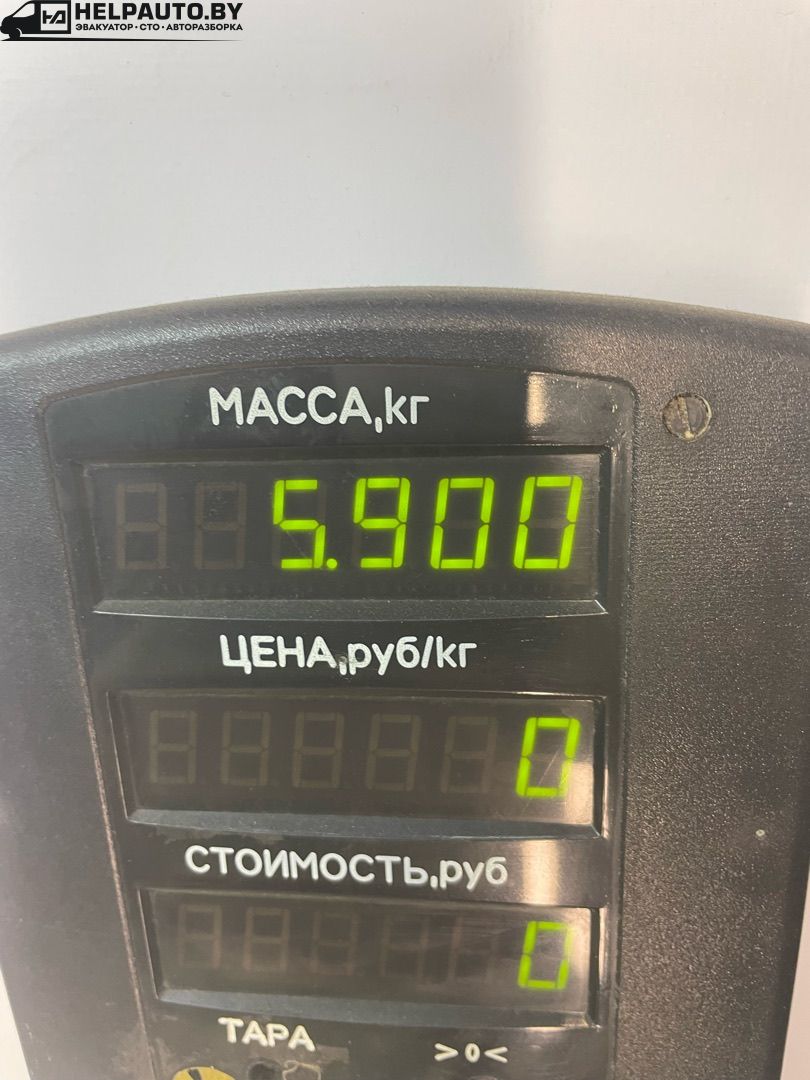 HELPAUTO.BY
ЭВАКУАТОР•СТО•АВТОРАЗБОРКА
МАССА,кг
5.900
ЦЕНА,руб/кг
0
СТОИМОСТЬ,руб
0
ТАРА >0<